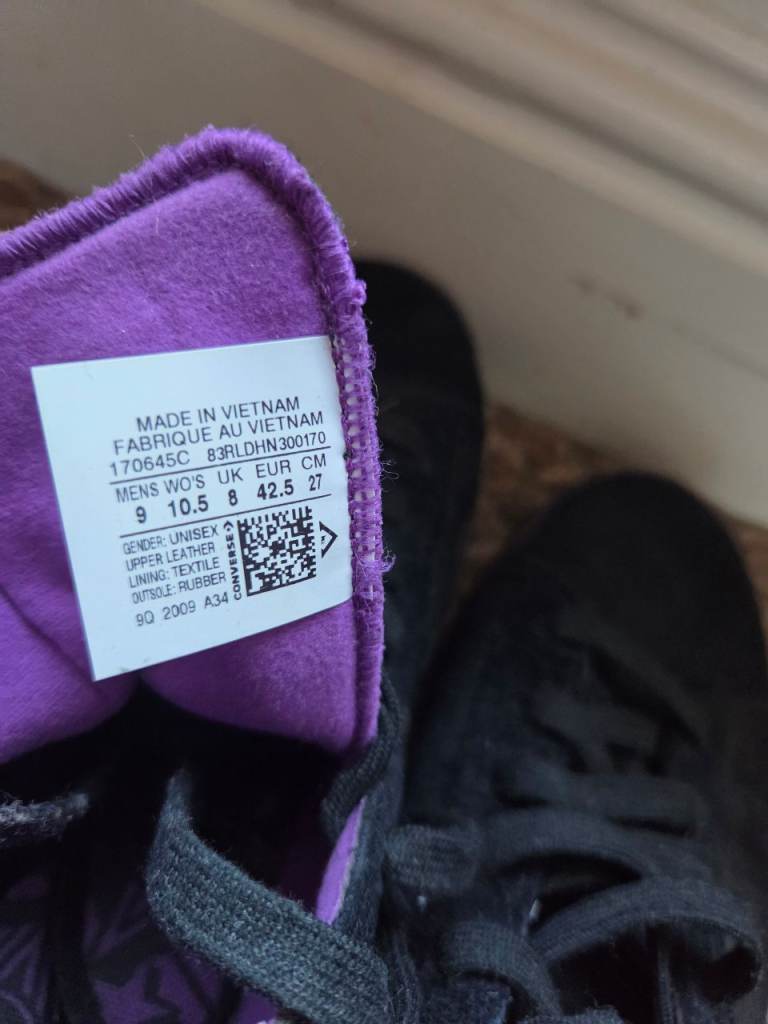 MADE IN VIETNAM
FABRIQUE AU VIETNAM
170645C 83RLDHN300170
MENS WO'S UK EUR CM
9 10.5 8 42.5 27
GENDER: UNISEX
UPPER LEATHER
LINING: TEXTILE
OUTSOLE: RUBBER
CONVERSE
9Q 2009 A34